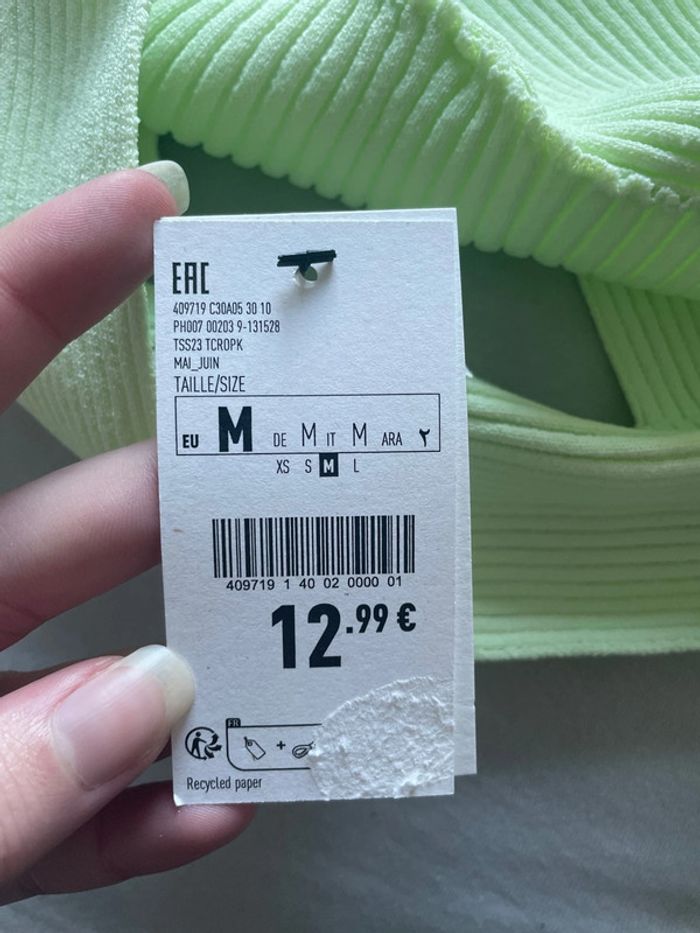 EAC
409719 C30A05 30 10
PH007 00203 9-131528
TSS23 TCROPK
MAI_JUIN
TAILLE/SIZE
EU M DE M IT M ARA ٢
XS S M L
409719 1 40 02 0000 01
12.99 €
FR
+
Recycled paper